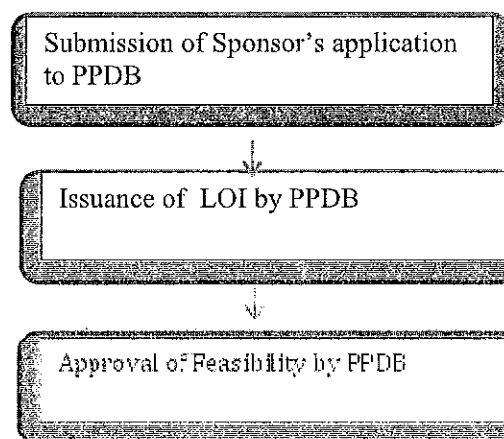 Submission of Sponsor's application
to PPDB
Issuance of LOI by PPDB
Approval of Feasibility by PPDB